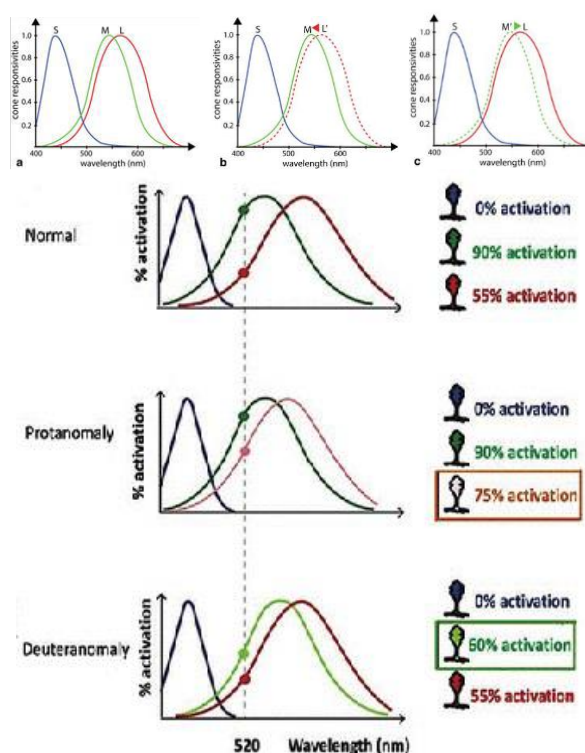 S
M
L
cone responsivities
1.0
0.8
0.6
0.4
0.2
400
500
600
wavelength (nm)
a
S
M
L'
cone responsivities
1.0
0.8
0.6
0.4
0.2
400
500
600
wavelength (nm)
b
S
M'
L
cone responsivities
1.0
0.8
0.6
0.4
0.2
400
500
600
wavelength (nm)
c
Normal
% activation
0% activation
90% activation
55% activation
Protanomaly
% activation
0% activation
90% activation
75% activation
Deuteranomaly
% activation
0% activation
60% activation
55% activation
520
Wavelength (nm)